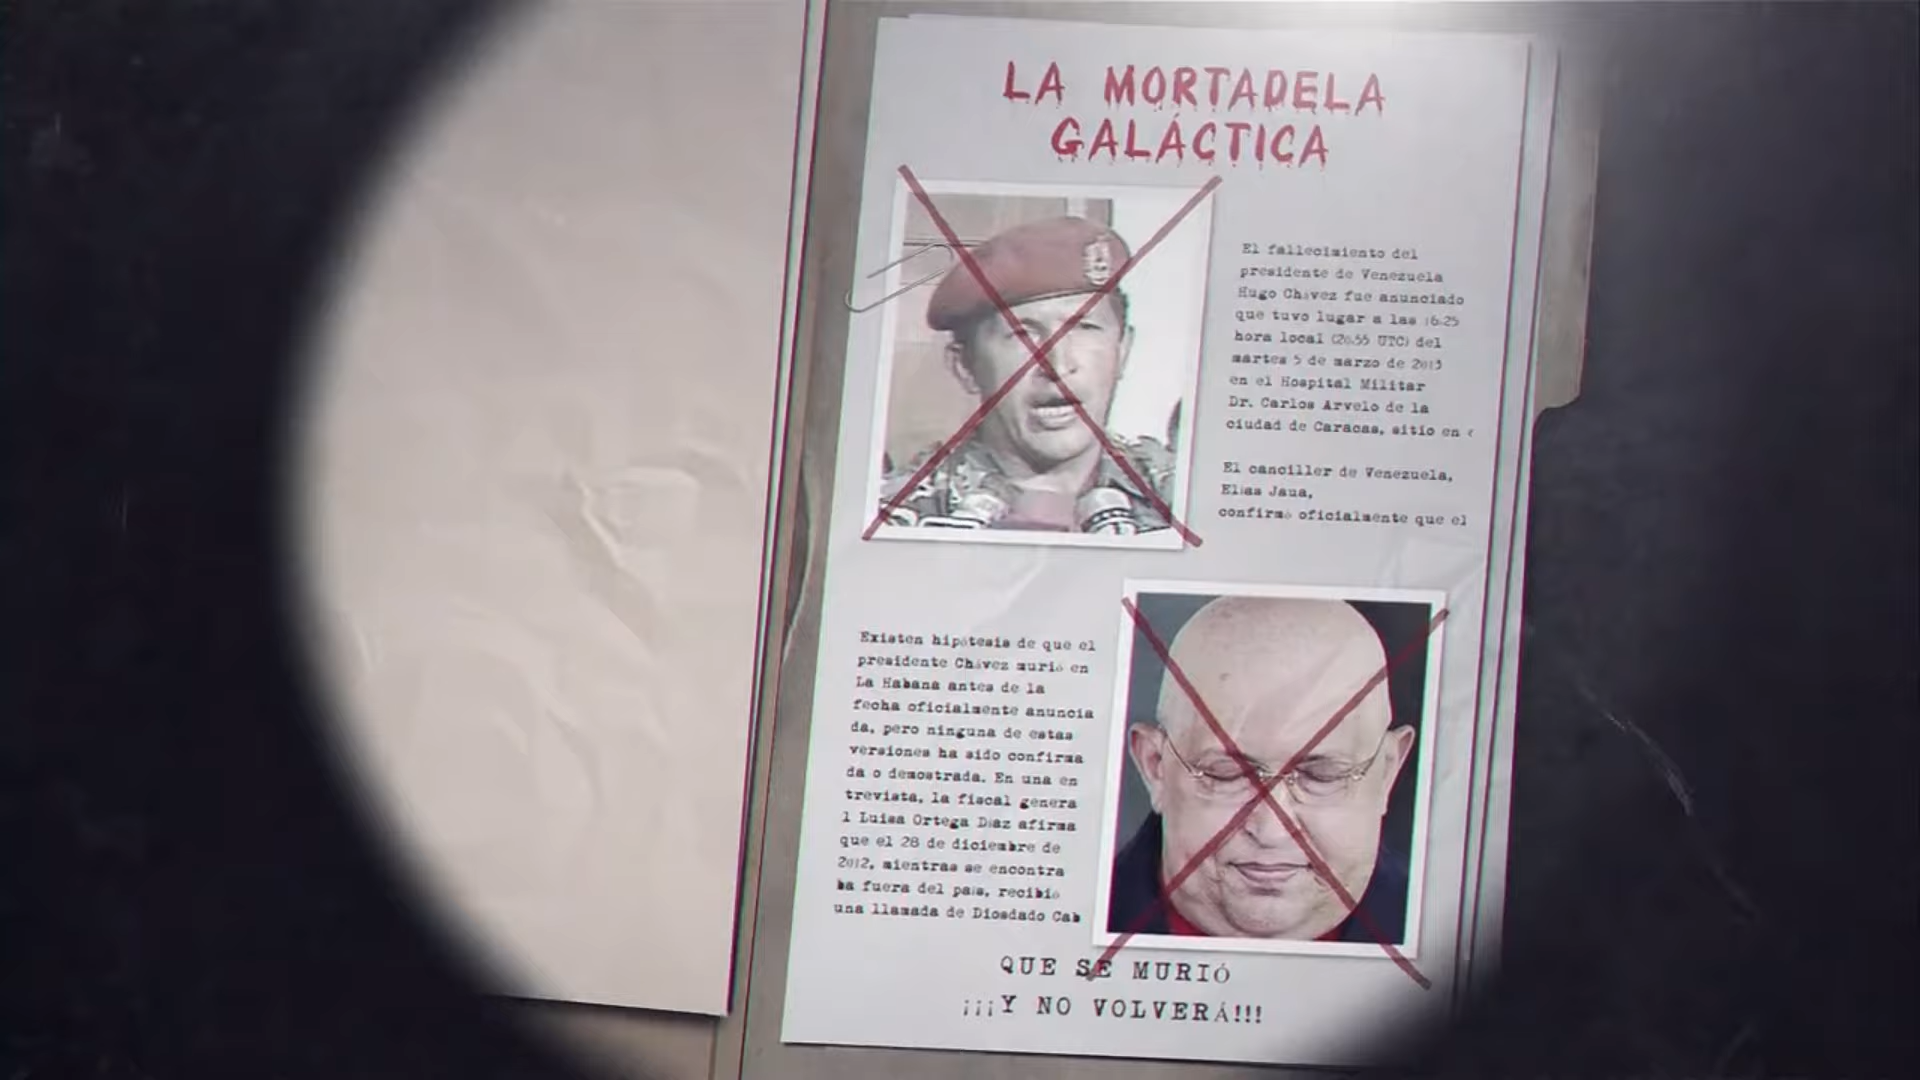 LA MORTADELA
GALÁCTICA
El fallecimiento del
presidente de Venezuela
Hugo Chávez fue anunciado
que tuvo lugar a las 16:25
hora local (20:55 UTC) del
martes 5 de marzo de 2013
en el Hospital Militar
Dr. Carlos Arvelo de la
ciudad de Caracas, sitio en
El canciller de Venezuela,
Elías Jaua,
confirmó oficialmente que el
Existen hipótesis de que el
presidente Chávez murió en
La Habana antes de la
fecha oficialmente anuncia
da, pero ninguna de estas
versiones ha sido confirma
da o demostrada. En una en
trevista, la fiscal genera
l Luisa Ortega Díaz afirma
que el 28 de diciembre de
2012, mientras se encontra
ba fuera del país, recibió
una llamada de Diosdado Cab
QUE SE MURIÓ
¡¡¡Y NO VOLVERÁ!!!